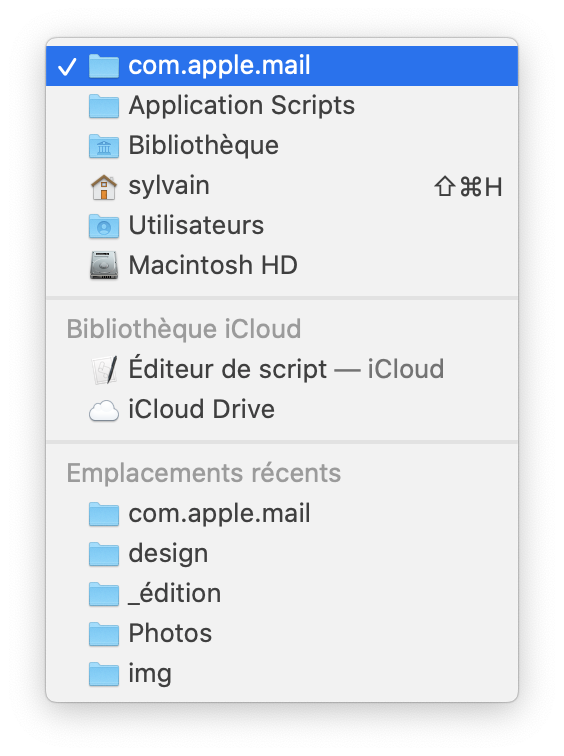 ✓ com.apple.mail
Application Scripts
Bibliothèque
sylvain ⇧⌘H
Utilisateurs
Macintosh HD
Bibliothèque iCloud
Éditeur de script — iCloud
iCloud Drive
Emplacements récents
com.apple.mail
design
_édition
Photos
img